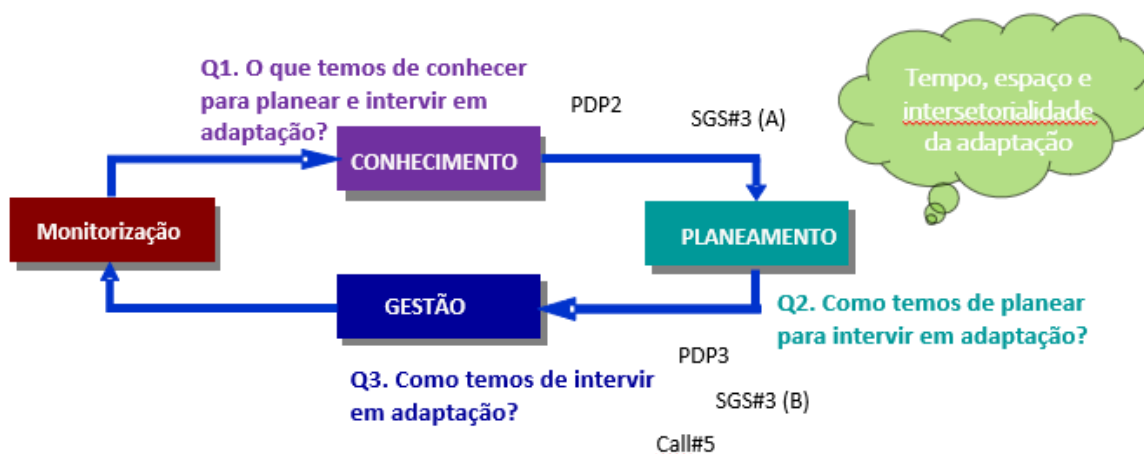 Q1. O que temos de conhecer
para planear e intervir em
adaptação?
PDP2
SGS#3 (A)
Tempo, espaço e
intersetorialidade
da adaptação
CONHECIMENTO
Monitorização
PLANEAMENTO
GESTÃO
Q2. Como temos de planear
para intervir em adaptação?
PDP3
Q3. Como temos de intervir
em adaptação?
SGS#3 (B)
Call#5